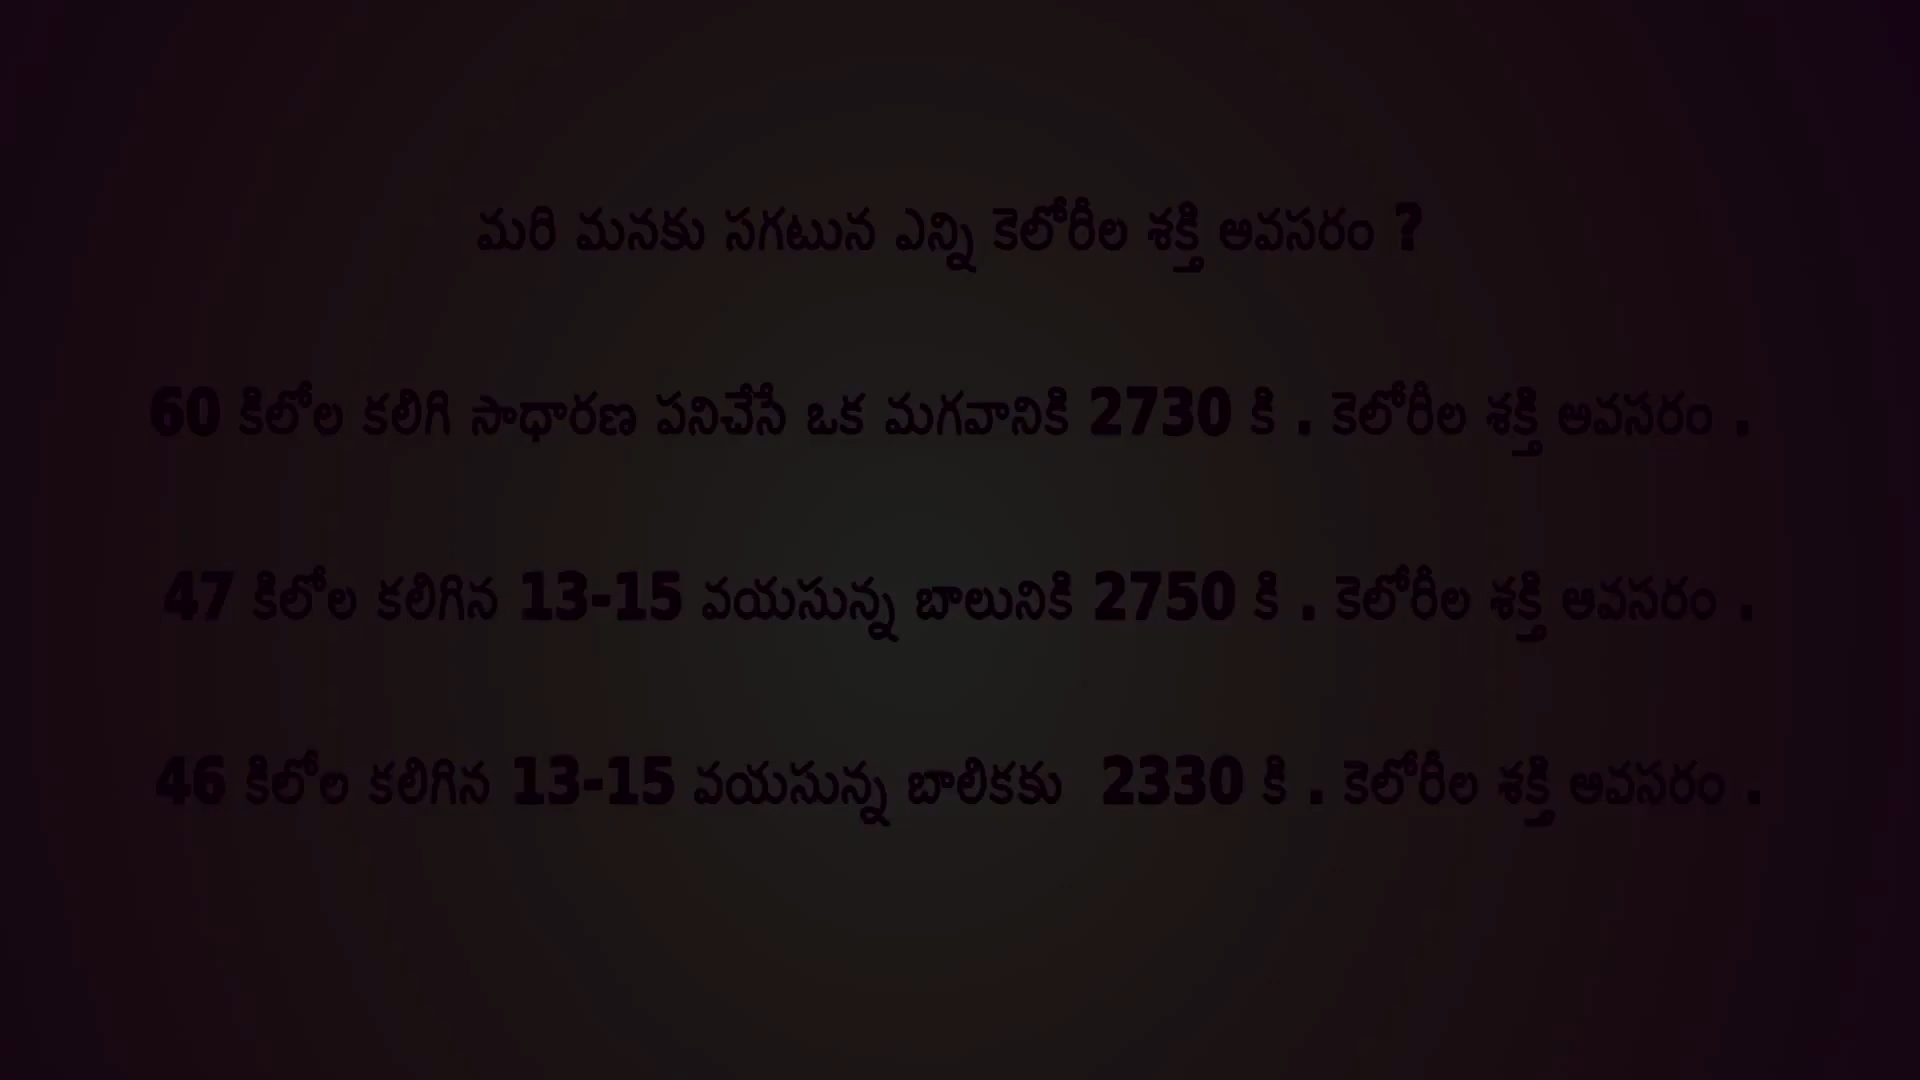 మరి మనకు సగటున ఎన్ని కెలోరీల శక్తి అవసరం ?
60 కిలోల కలిగి సాధారణ పనిచేసే ఒక మగవానికి 2730 కి . కెలోరీల శక్తి అవసరం .
47 కిలోల కలిగిన 13-15 వయసున్న బాలునికి 2750 కి . కెలోరీల శక్తి అవసరం .
46 కిలోల కలిగిన 13-15 వయసున్న బాలికకు 2330 కి . కెలోరీల శక్తి అవసరం .